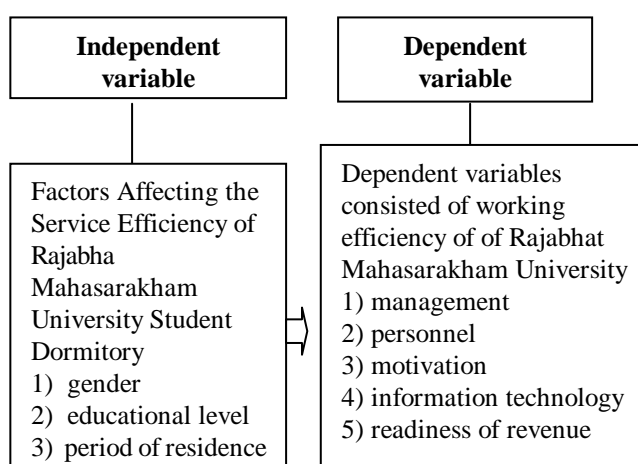 Independent
variable
Dependent
variable
Factors Affecting the
Service Efficiency of
Rajabha
Mahasarakham
University Student
Dormitory
1) gender
2) educational level
3) period of residence
Dependent variables
consisted of working
efficiency of of Rajabhat
Mahasarakham University
1) management
2) personnel
3) motivation
4) information technology
5) readiness of revenue